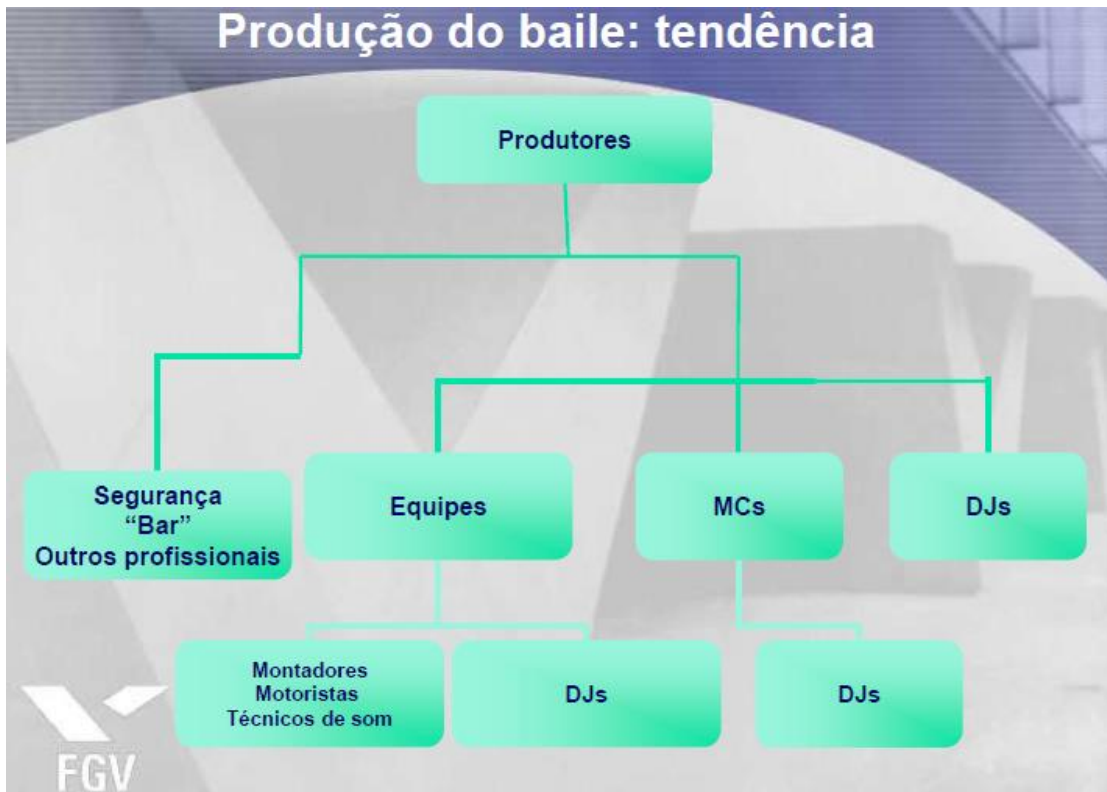 Produção do baile: tendência
Produtores
Segurança
“Bar”
Outros profissionais
Equipes
MCs
DJs
Montadores
Motoristas
Técnicos de som
DJs
DJs
FGV